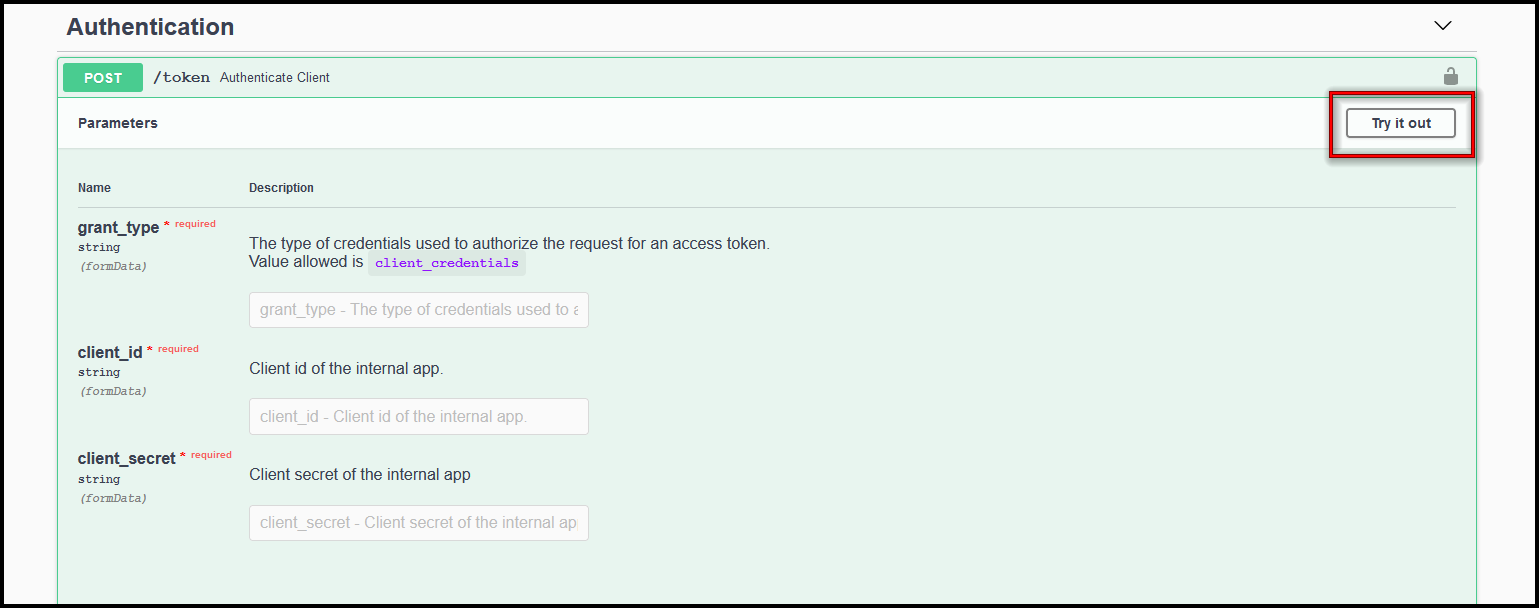 Authentication
POST /token Authenticate Client
Parameters
Try it out
Name Description
grant_type * required
string
(formData)
The type of credentials used to authorize the request for an access token.
Value allowed is client_credentials
grant_type - The type of credentials used to a
client_id * required
string
(formData)
Client id of the internal app.
client_id - Client id of the internal app.
client_secret * required
string
(formData)
Client secret of the internal app
client_secret - Client secret of the internal ap